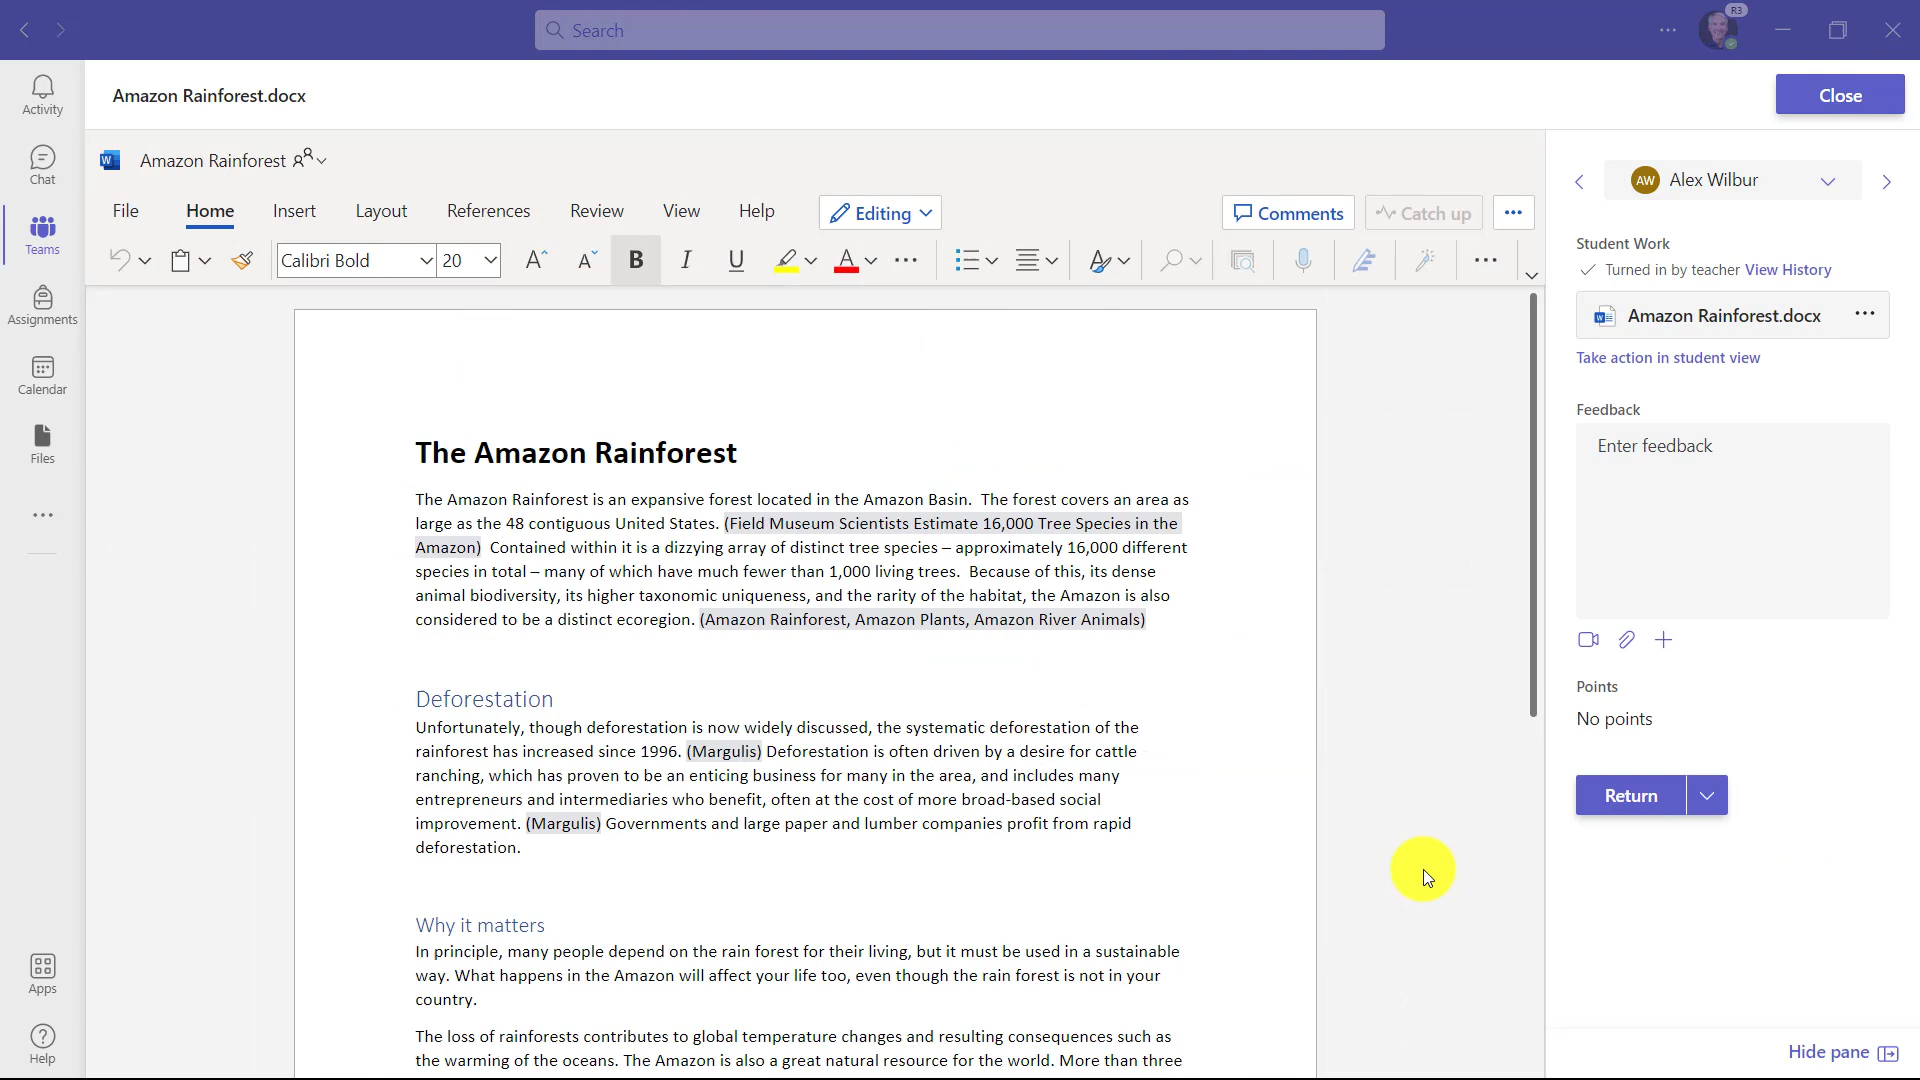 Search
R3
Activity
Chat
Teams
Assignments
Calendar
Files
Apps
Help
Amazon Rainforest.docx
Close
Amazon Rainforest
File Home Insert Layout References Review View Help Editing Comments Catch up
Calibri Bold 20 B I U A
The Amazon Rainforest
The Amazon Rainforest is an expansive forest located in the Amazon Basin.  The forest covers an area as
large as the 48 contiguous United States. (Field Museum Scientists Estimate 16,000 Tree Species in the
Amazon)  Contained within it is a dizzying array of distinct tree species – approximately 16,000 different
species in total – many of which have much fewer than 1,000 living trees.  Because of this, its dense
animal biodiversity, its higher taxonomic uniqueness, and the rarity of the habitat, the Amazon is also
considered to be a distinct ecoregion. (Amazon Rainforest, Amazon Plants, Amazon River Animals)
Deforestation
Unfortunately, though deforestation is now widely discussed, the systematic deforestation of the
rainforest has increased since 1996. (Margulis) Deforestation is often driven by a desire for cattle
ranching, which has proven to be an enticing business for many in the area, and includes many
entrepreneurs and intermediaries who benefit, often at the cost of more broad-based social
improvement. (Margulis) Governments and large paper and lumber companies profit from rapid
deforestation.
Why it matters
In principle, many people depend on the rain forest for their living, but it must be used in a sustainable
way. What happens in the Amazon will affect your life too, even though the rain forest is not in your
country.
The loss of rainforests contributes to global temperature changes and resulting consequences such as
the warming of the oceans. The Amazon is also a great natural resource for the world. More than three
AW Alex Wilbur
Student Work
Turned in by teacher View History
Amazon Rainforest.docx
Take action in student view
Feedback
Enter feedback
Points
No points
Return
Hide pane